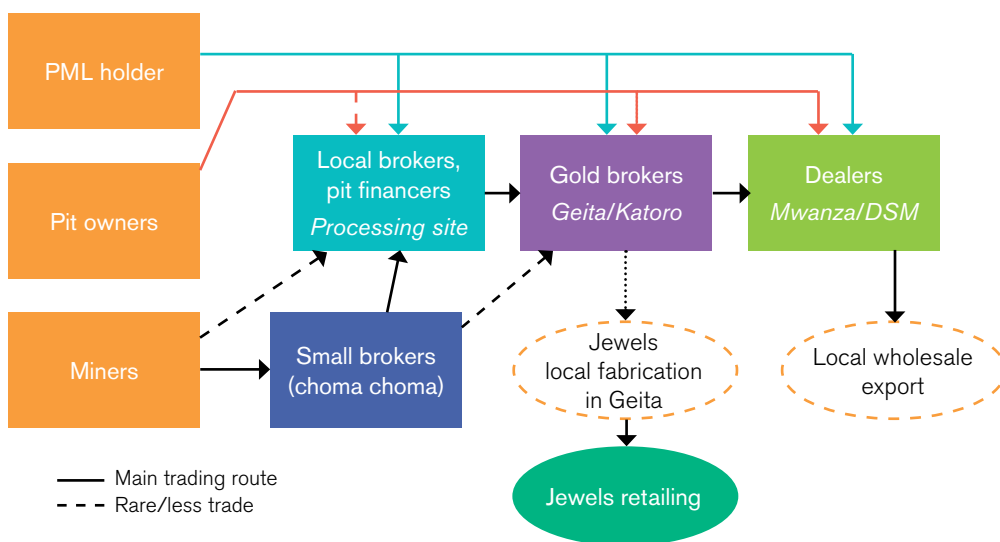 PML holder
Pit owners
Miners
Local brokers,
pit financers
Processing site
Gold brokers
Geita/Katoro
Dealers
Mwanza/DSM
Small brokers
(choma choma)
Jewels
local fabrication
in Geita
Local wholesale
export
Jewels retailing
Main trading route
Rare/less trade